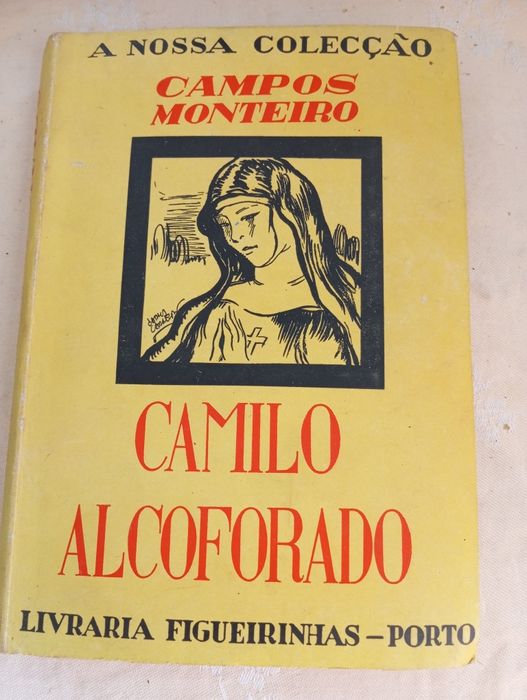 A NOSSA COLECÇÃO
CAMPOS
MONTEIRO
CAMILO
ALCOFORADO
LIVRARIA FIGUEIRINHAS – PORTO